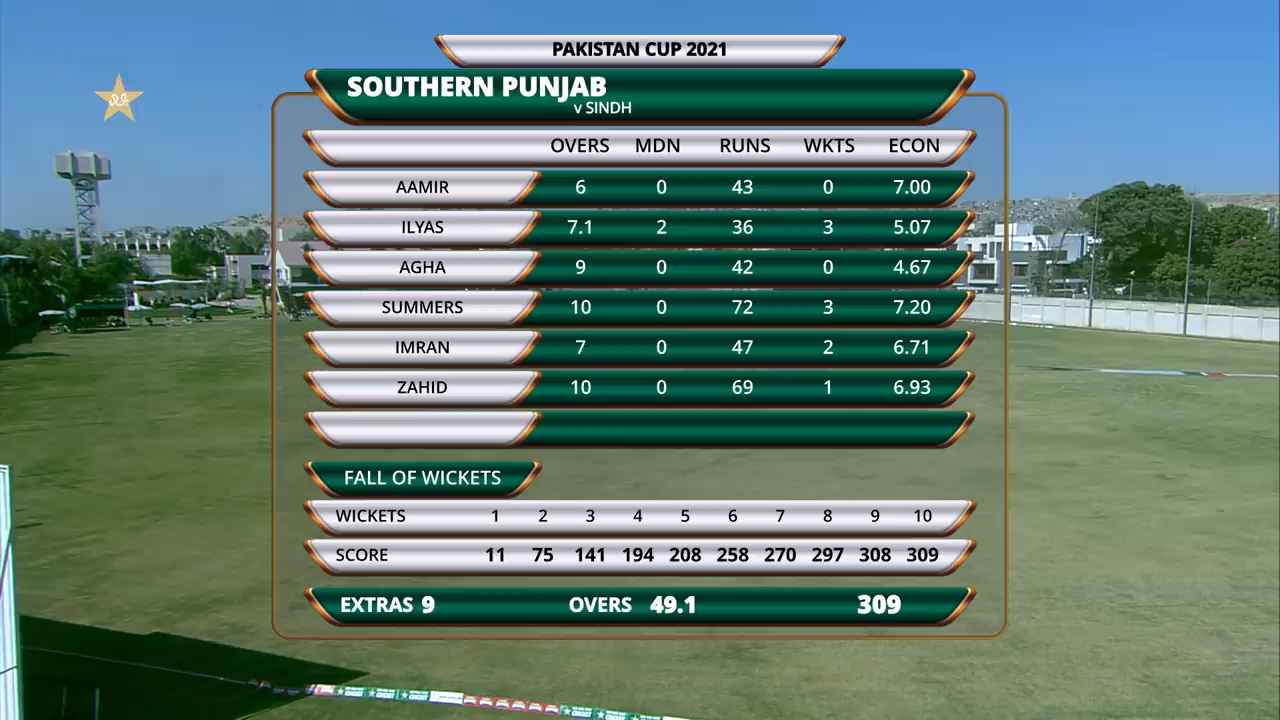 PAKISTAN CUP 2021
SOUTHERN PUNJAB
v SINDH
OVERS MDN RUNS WKTS ECON
AAMIR 6 0 43 0 7.00
ILYAS 7.1 2 36 3 5.07
AGHA 9 0 42 0 4.67
SUMMERS 10 0 72 3 7.20
IMRAN 7 0 47 2 6.71
ZAHID 10 0 69 1 6.93
FALL OF WICKETS
WICKETS 1 2 3 4 5 6 7 8 9 10
SCORE 11 75 141 194 208 258 270 297 308 309
EXTRAS 9 OVERS 49.1 309